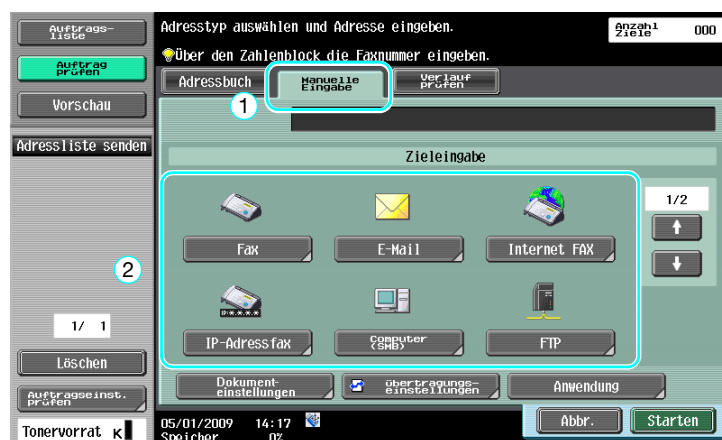 Auftrags-
liste
Auftrag
prüfen
Vorschau
Adressliste senden
2
1/ 1
Löschen
Auftragseinst.
prüfen
Tonervorrat K
Adresstyp auswählen und Adresse eingeben.
Anzahl
Ziele 000
Über den Zahlenblock die Faxnummer eingeben.
Adressbuch
Manuelle
Eingabe
Verlauf
prüfen
1
Zieleingabe
Fax
E-Mail
Internet FAX
1/2
IP-Adressfax
Computer
(SMB)
FTP
Dokument-
einstellungen
übertragungs-
einstellungen
Anwendung
05/01/2009 14:17
Speicher 0%
Abbr.
Starten